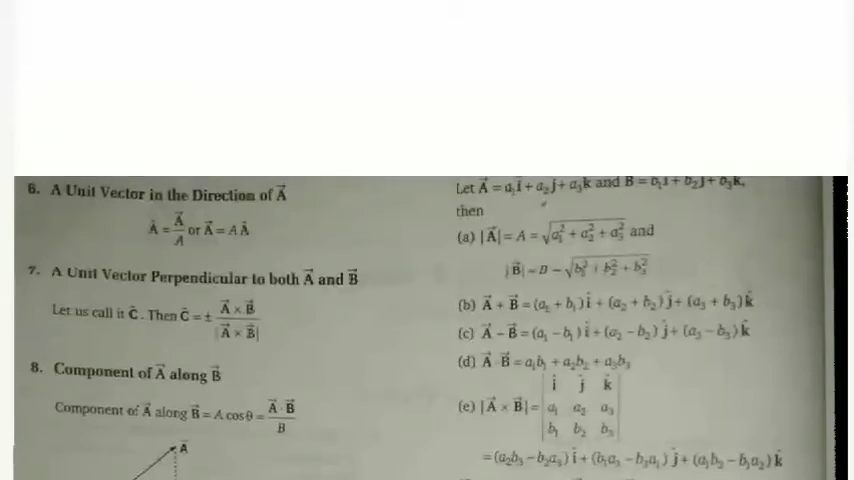 6. A Unit Vector in the Direction of A⃗
Â = A⃗/A or A⃗ = A Â
7. A Unit Vector Perpendicular to both A⃗ and B⃗
Let us call it Ĉ. Then Ĉ = ± (A⃗ × B⃗)/|A⃗ × B⃗|
8. Component of A⃗ along B⃗
Component of A⃗ along B⃗ = A cos θ = (A⃗ · B⃗)/B
A⃗
Let A⃗ = a₁î + a₂ĵ + a₃k̂ and B⃗ = b₁î + b₂ĵ + b₃k̂,
then
(a) |A⃗| = A = √(a₁² + a₂² + a₃²) and
|B⃗| = B = √(b₁² + b₂² + b₃²)
(b) A⃗ + B⃗ = (a₁ + b₁)î + (a₂ + b₂)ĵ + (a₃ + b₃)k̂
(c) A⃗ − B⃗ = (a₁ − b₁)î + (a₂ − b₂)ĵ + (a₃ − b₃)k̂
(d) A⃗ · B⃗ = a₁b₁ + a₂b₂ + a₃b₃
(e) |A⃗ × B⃗| = | î ĵ k̂ |
| a₁ a₂ a₃ |
| b₁ b₂ b₃ |
= (a₂b₃ − b₂a₃)î + (b₁a₃ − b₃a₁)ĵ + (a₁b₂ − b₁a₂)k̂